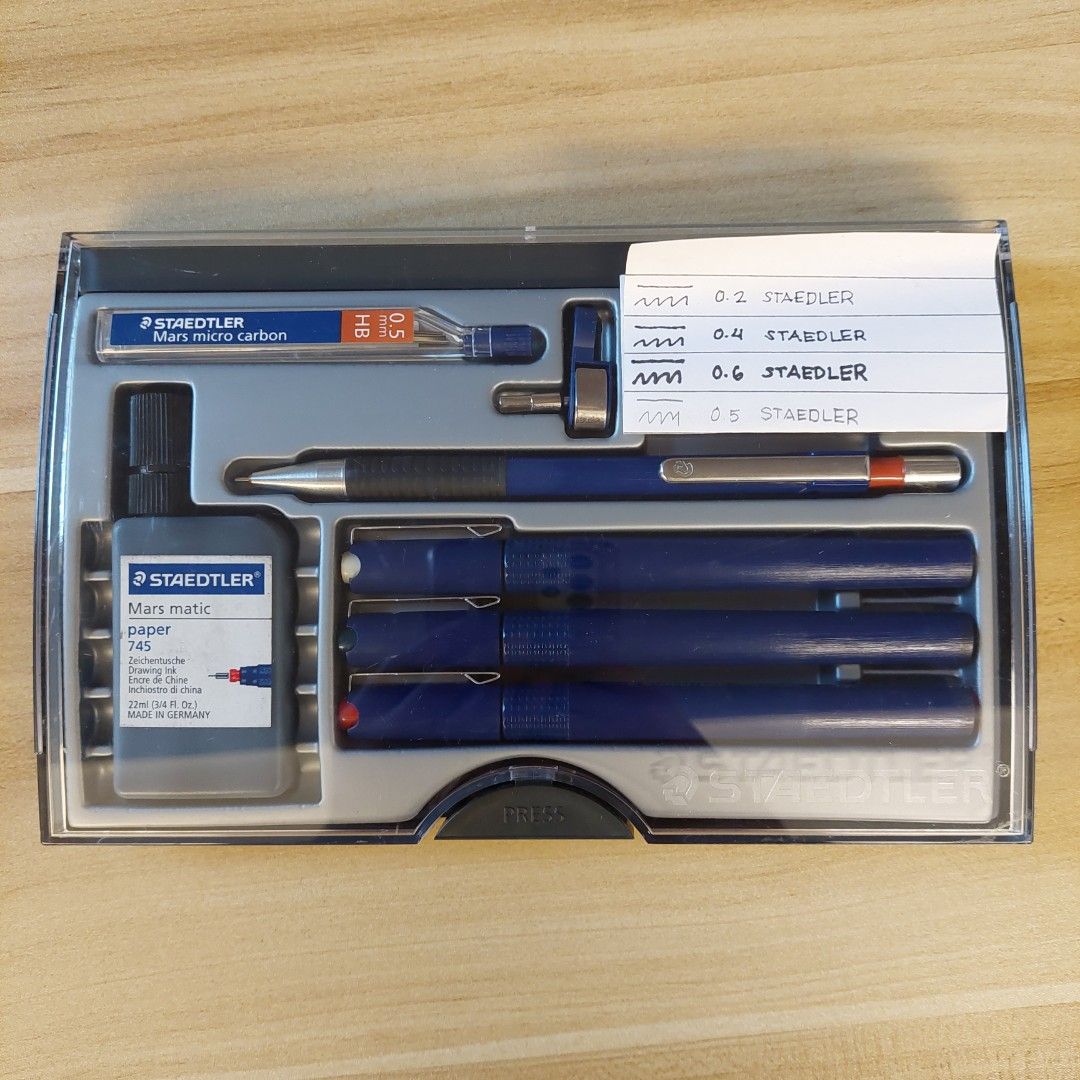 STAEDTLER
Mars micro carbon
0.5
mm
HB
0.2 STAEDLER
0.4 STAEDLER
0.6 STAEDLER
0.5 STAEDLER
STAEDTLER®
Mars matic
paper
745
Zeichentusche
Drawing Ink
Encre de Chine
Inchiostro di china
22ml (3/4 Fl. Oz.)
MADE IN GERMANY
STAEDTLER®
PRESS